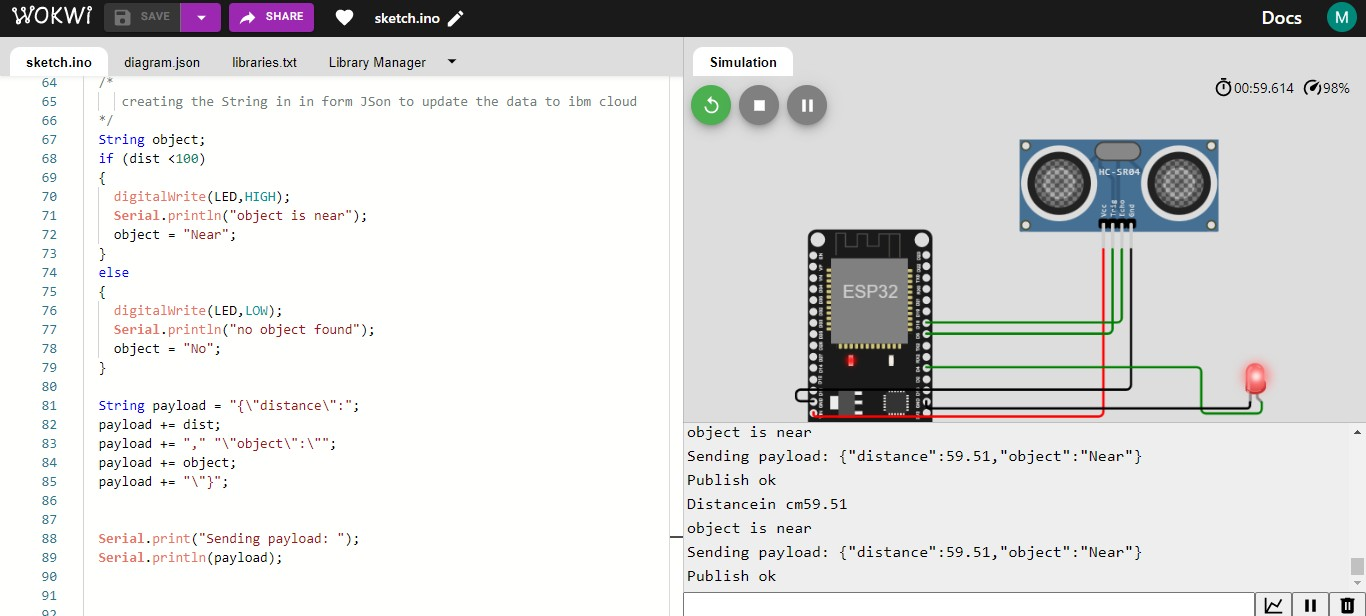 WOKWI SAVE SHARE sketch.ino Docs M
sketch.ino diagram.json libraries.txt Library Manager
64 /*
65 creating the String in in form JSon to update the data to ibm cloud
66 */
67 String object;
68 if (dist <100)
69 {
70 digitalWrite(LED,HIGH);
71 Serial.println("object is near");
72 object = "Near";
73 }
74 else
75 {
76 digitalWrite(LED,LOW);
77 Serial.println("no object found");
78 object = "No";
79 }
80
81 String payload = "{\"distance\":";
82 payload += dist;
83 payload += "," "\"object\":\"";
84 payload += object;
85 payload += "\"}";
86
87
88 Serial.print("Sending payload: ");
89 Serial.println(payload);
90
91
92
Simulation
00:59.614 98%
HC-SR04
Vcc
Trig
Echo
Gnd
ESP32
object is near
Sending payload: {"distance":59.51,"object":"Near"}
Publish ok
Distancein cm59.51
object is near
Sending payload: {"distance":59.51,"object":"Near"}
Publish ok